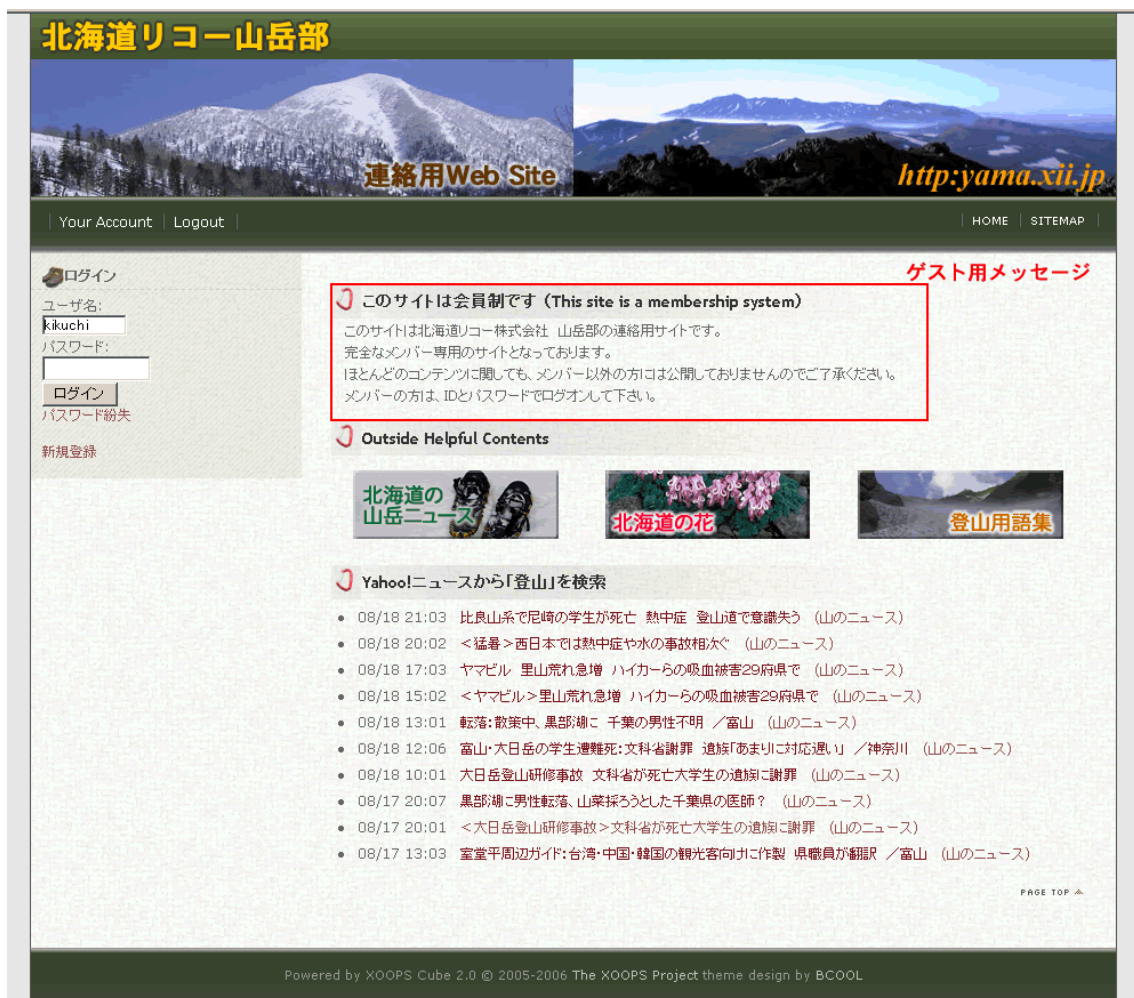 北海道リコー山岳部
連絡用Web Site
http:yama.xii.jp
Your Account | Logout |
HOME | SITEMAP |
ログイン
ユーザ名:
kikuchi
パスワード:
ログイン
パスワード紛失
新規登録
ゲスト用メッセージ
このサイトは会員制です（This site is a membership system）
このサイトは北海道リコー株式会社 山岳部の連絡用サイトです。
完全なメンバー専用のサイトとなっております。
ほとんどのコンテンツに関しても、メンバー以外の方には公開しておりませんのでご了承ください。
メンバーの方は、IDとパスワードでログオンして下さい。
Outside Helpful Contents
北海道の
山岳ニュース
北海道の花
登山用語集
Yahoo!ニュースから「登山」を検索
08/18 21:03 比良山系で尼崎の学生が死亡 熱中症 登山道で意識失う （山のニュース）
08/18 20:02 ＜猛暑＞西日本では熱中症や水の事故相次ぐ （山のニュース）
08/18 17:03 ヤマビル 里山荒れ急増 ハイカーらの吸血被害29府県で （山のニュース）
08/18 15:02 ＜ヤマビル＞里山荒れ急増 ハイカーらの吸血被害29府県で （山のニュース）
08/18 13:01 転落：散策中、黒部湖に 千葉の男性不明 ／富山 （山のニュース）
08/18 12:06 富山・大日岳の学生遭難死：文科省謝罪 遺族「あまりに対応遅い」 ／神奈川 （山のニュース）
08/18 10:01 大日岳登山研修事故 文科省が死亡大学生の遺族に謝罪 （山のニュース）
08/17 20:07 黒部湖に男性転落、山菜採ろうとした千葉県の医師？ （山のニュース）
08/17 20:01 ＜大日岳登山研修事故＞文科省が死亡大学生の遺族に謝罪 （山のニュース）
08/17 13:03 室堂平周辺ガイド：台湾・中国・韓国の観光客向けに作製 県職員が翻訳 ／富山 （山のニュース）
PAGE TOP
Powered by XOOPS Cube 2.0 © 2005-2006 The XOOPS Project theme design by BCOOL